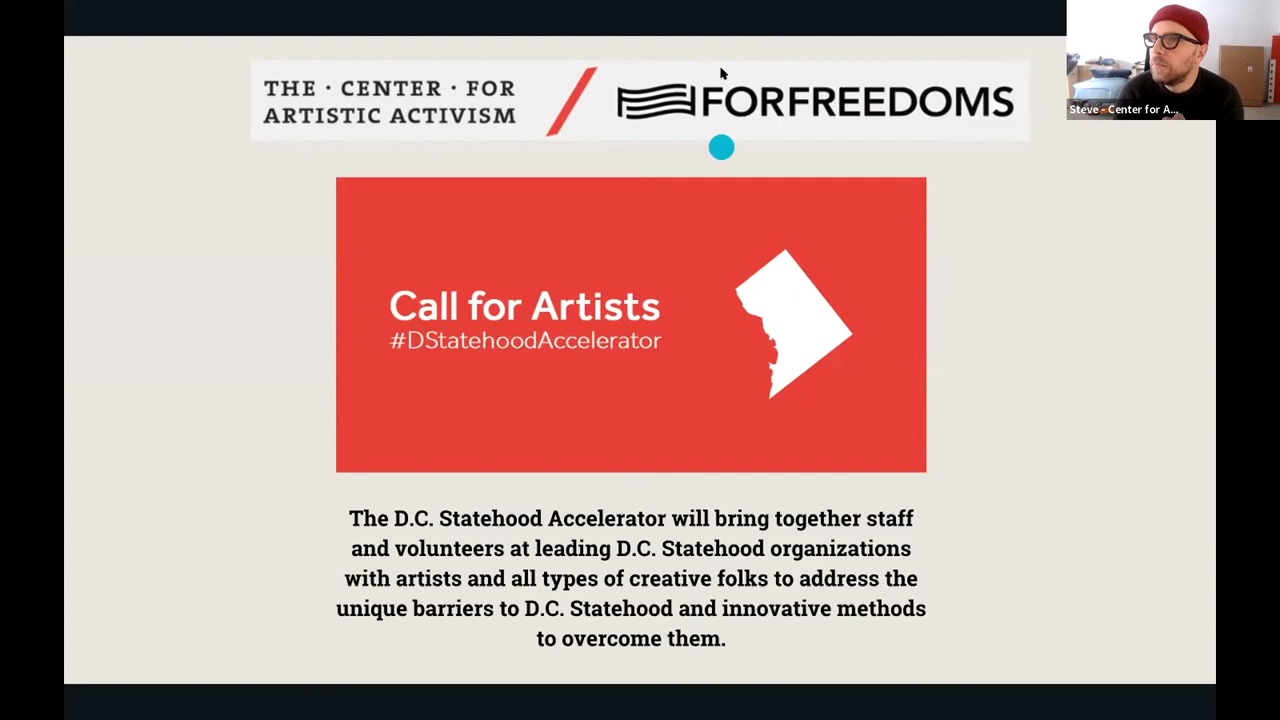 THE · CENTER · FOR
ARTISTIC ACTIVISM
FORFREEDOMS
Steve - Center for A...
Call for Artists
#DStatehoodAccelerator
The D.C. Statehood Accelerator will bring together staff
and volunteers at leading D.C. Statehood organizations
with artists and all types of creative folks to address the
unique barriers to D.C. Statehood and innovative methods
to overcome them.